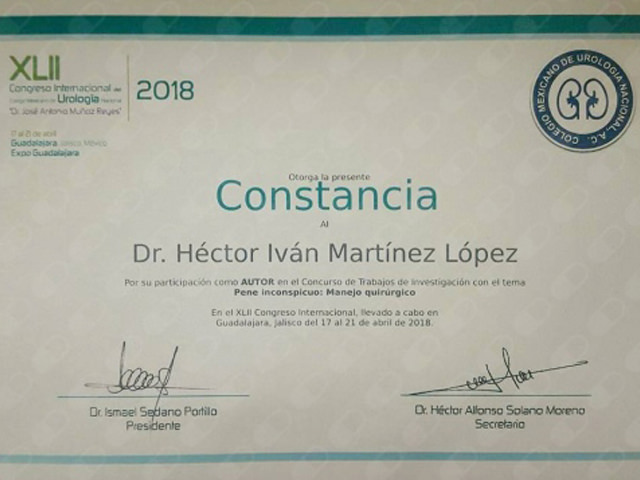 XLII
Congreso Internacional del
Colegio Mexicano de Urología Nacional
"Dr. José Antonio Muñoz Reyes"
2018
17 al 21 de abril
Guadalajara, Jalisco, México
Expo Guadalajara
COLEGIO MEXICANO DE UROLOGÍA NACIONAL, A.C.
Otorga la presente
Constancia
Al
Dr. Héctor Iván Martínez López
Por su participación como AUTOR en el Concurso de Trabajos de Investigación con el tema
Pene inconspicuo: Manejo quirúrgico
En el XLII Congreso Internacional, llevado a cabo en
Guadalajara, Jalisco del 17 al 21 de abril de 2018.
Dr. Ismael Sedano Portillo
Presidente
Dr. Héctor Alfonso Solano Moreno
Secretario